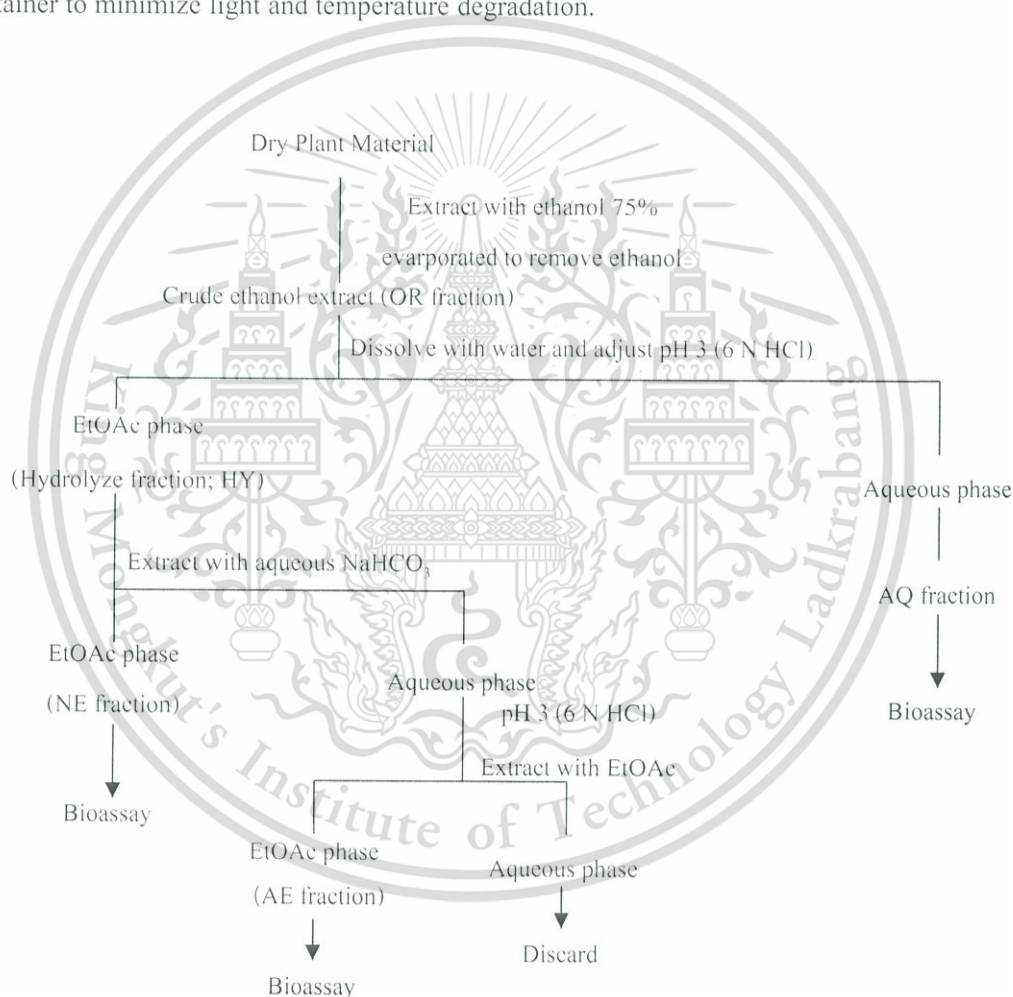 tainer to minimize light and temperature degradation.
Dry Plant Material
Extract with ethanol 75%
evarporated to remove ethanol
Crude ethanol extract (OR fraction)
Dissolve with water and adjust pH 3 (6 N HCl)
EtOAc phase
(Hydrolyze fraction; HY)
Aqueous phase
Extract with aqueous NaHCO₃
AQ fraction
EtOAc phase
(NE fraction)
Aqueous phase
pH 3 (6 N HCl)
Bioassay
Extract with EtOAc
Bioassay
EtOAc phase
(AE fraction)
Aqueous phase
Discard
Bioassay
King Mongkut's Institute of Technology Ladkrabang